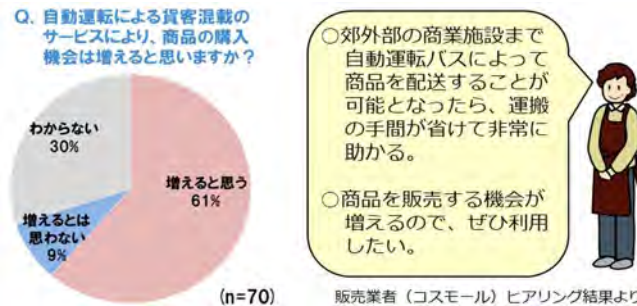 Q. 自動運転による貨客混載の
サービスにより、商品の購入
機会は増えると思いますか？
わからない
30%
増えると思う
61%
増えるとは
思わない
9%
(n=70)
○郊外部の商業施設まで
自動運転バスによって
商品を配送することが
可能となったら、運搬
の手間が省けて非常に
助かる。
○商品を販売する機会が
増えるので、ぜひ利用
したい。
販売業者（コスモール）ヒアリング結果より